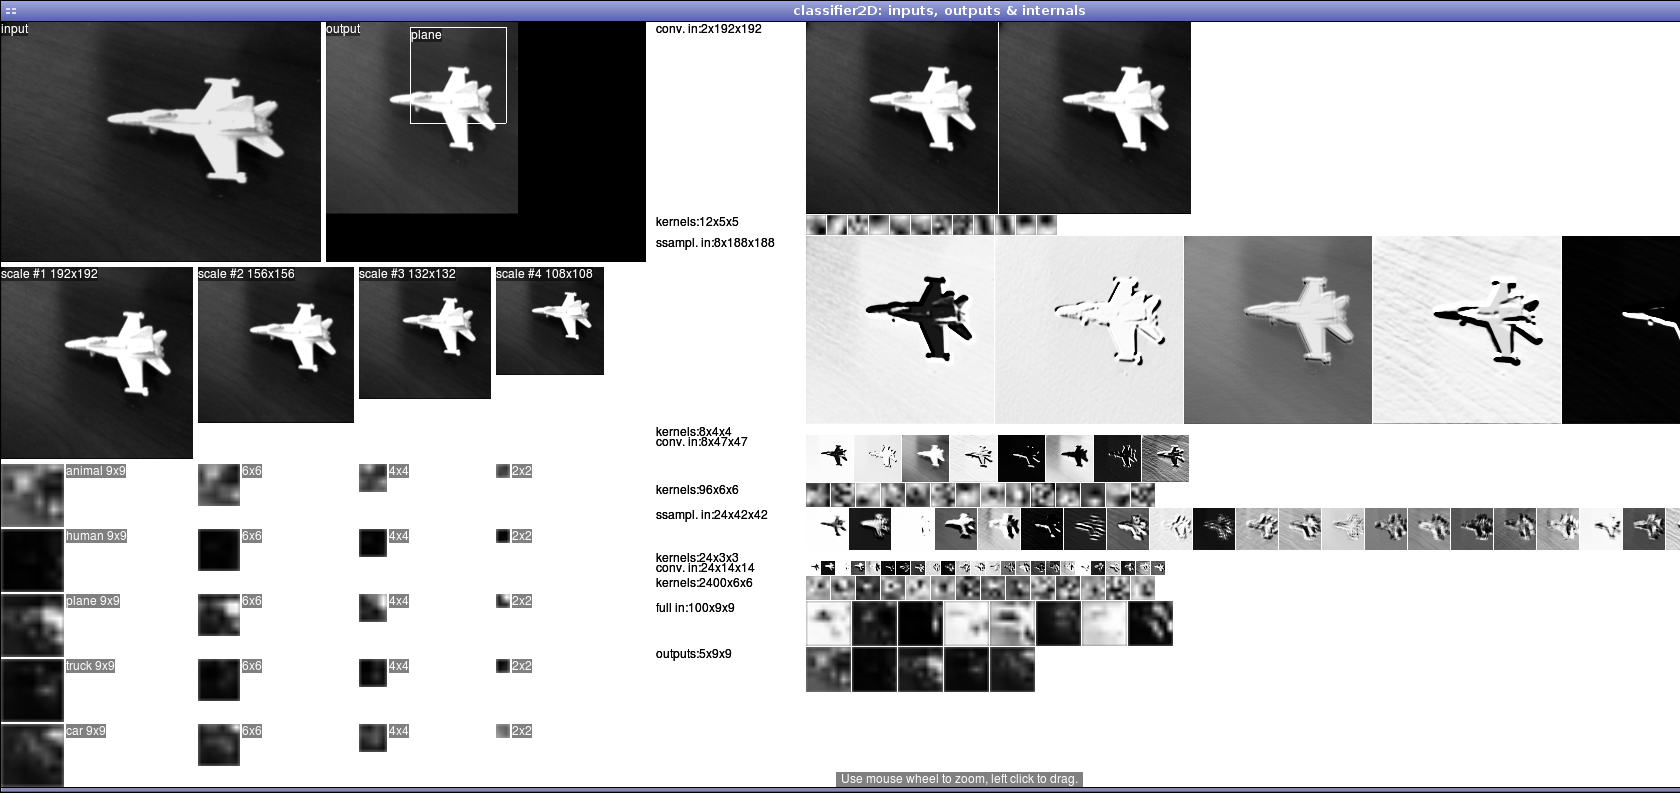 classifier2D: inputs, outputs & internals
input
output
plane
scale #1 192x192
scale #2 156x156
scale #3 132x132
scale #4 108x108
animal 9x9
6x6
4x4
2x2
human 9x9
6x6
4x4
2x2
plane 9x9
6x6
4x4
2x2
truck 9x9
6x6
4x4
2x2
car 9x9
6x6
4x4
2x2
conv. in:2x192x192
kernels:12x5x5
ssampl. in:8x188x188
kernels:8x4x4
conv. in:8x47x47
kernels:96x6x6
ssampl. in:24x42x42
kernels:24x3x3
conv. in:24x14x14
kernels:2400x6x6
full in:100x9x9
outputs:5x9x9
Use mouse wheel to zoom, left click to drag.